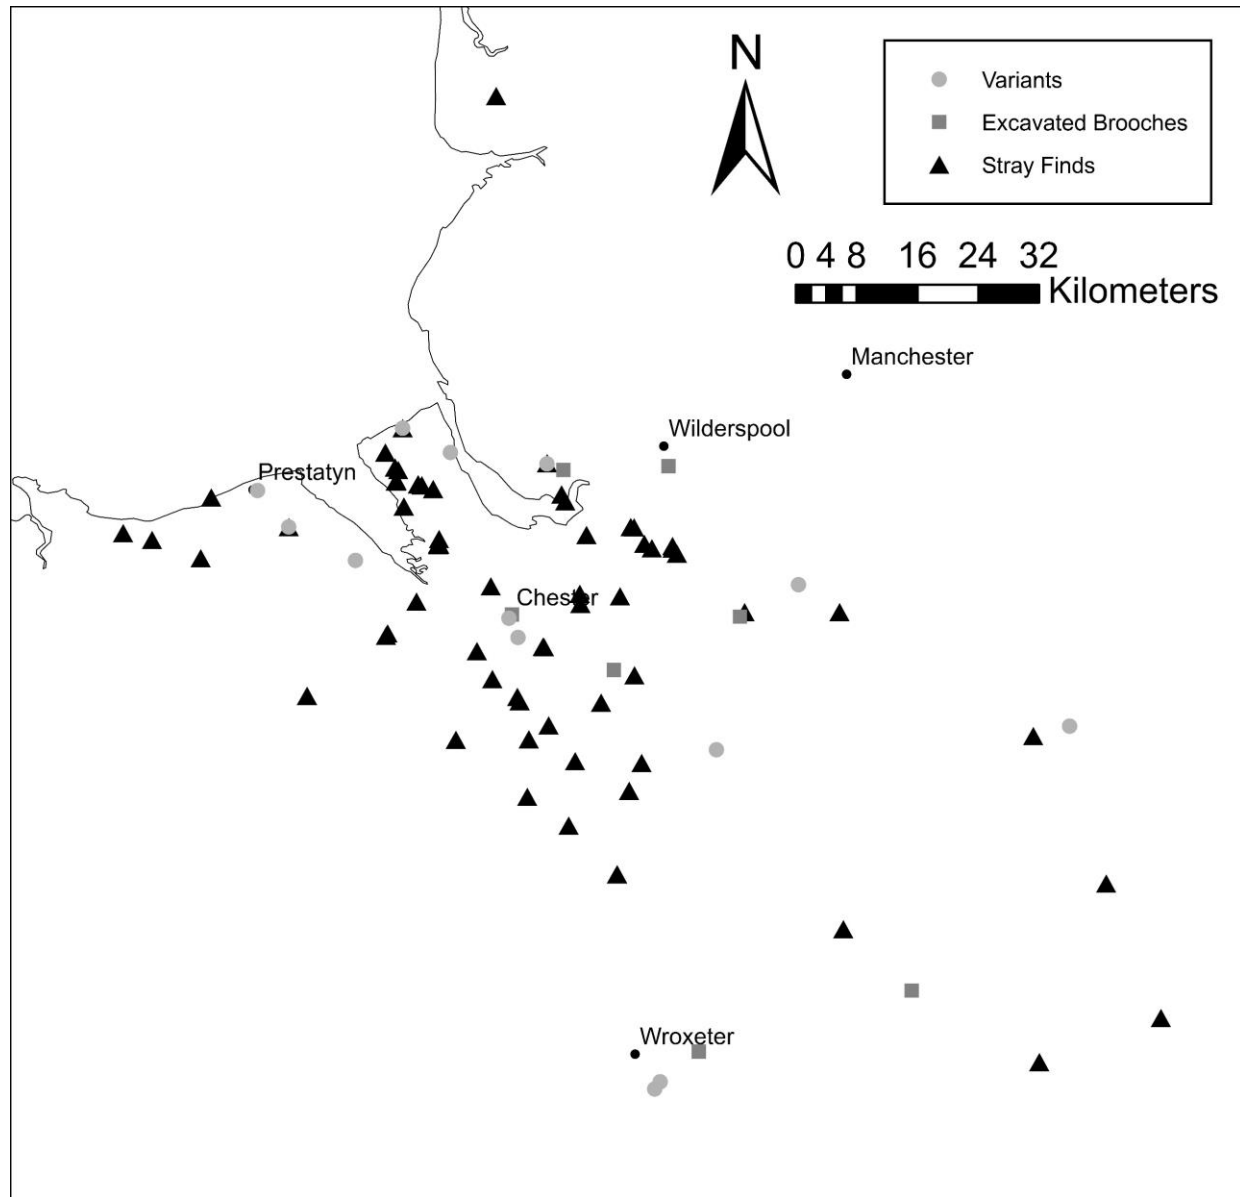 N
Variants
Excavated Brooches
Stray Finds
0 4 8 16 24 32
Kilometers
Manchester
Wilderspool
Prestatyn
Chester
Wroxeter